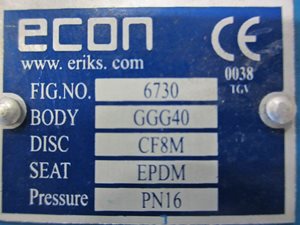 econ CE
www. eriks. com 0038
TGV
FIG.NO. 6730
BODY GGG40
DISC CF8M
SEAT EPDM
Pressure PN16